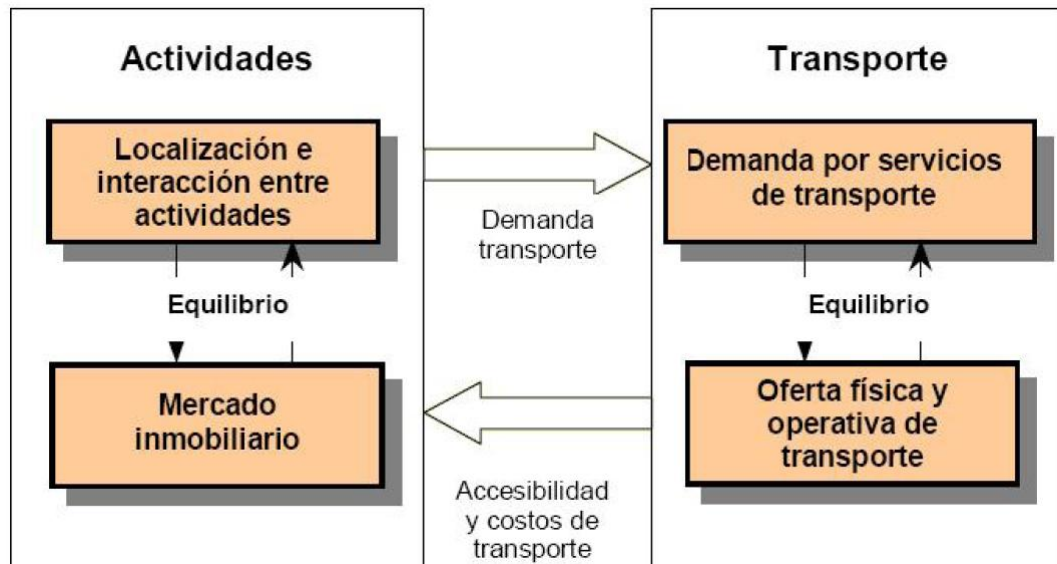 Actividades
Localización e
interacción entre
actividades
Equilibrio
Mercado
inmobiliario
Demanda
transporte
Accesibilidad
y costos de
transporte
Transporte
Demanda por servicios
de transporte
Equilibrio
Oferta física y
operativa de
transporte